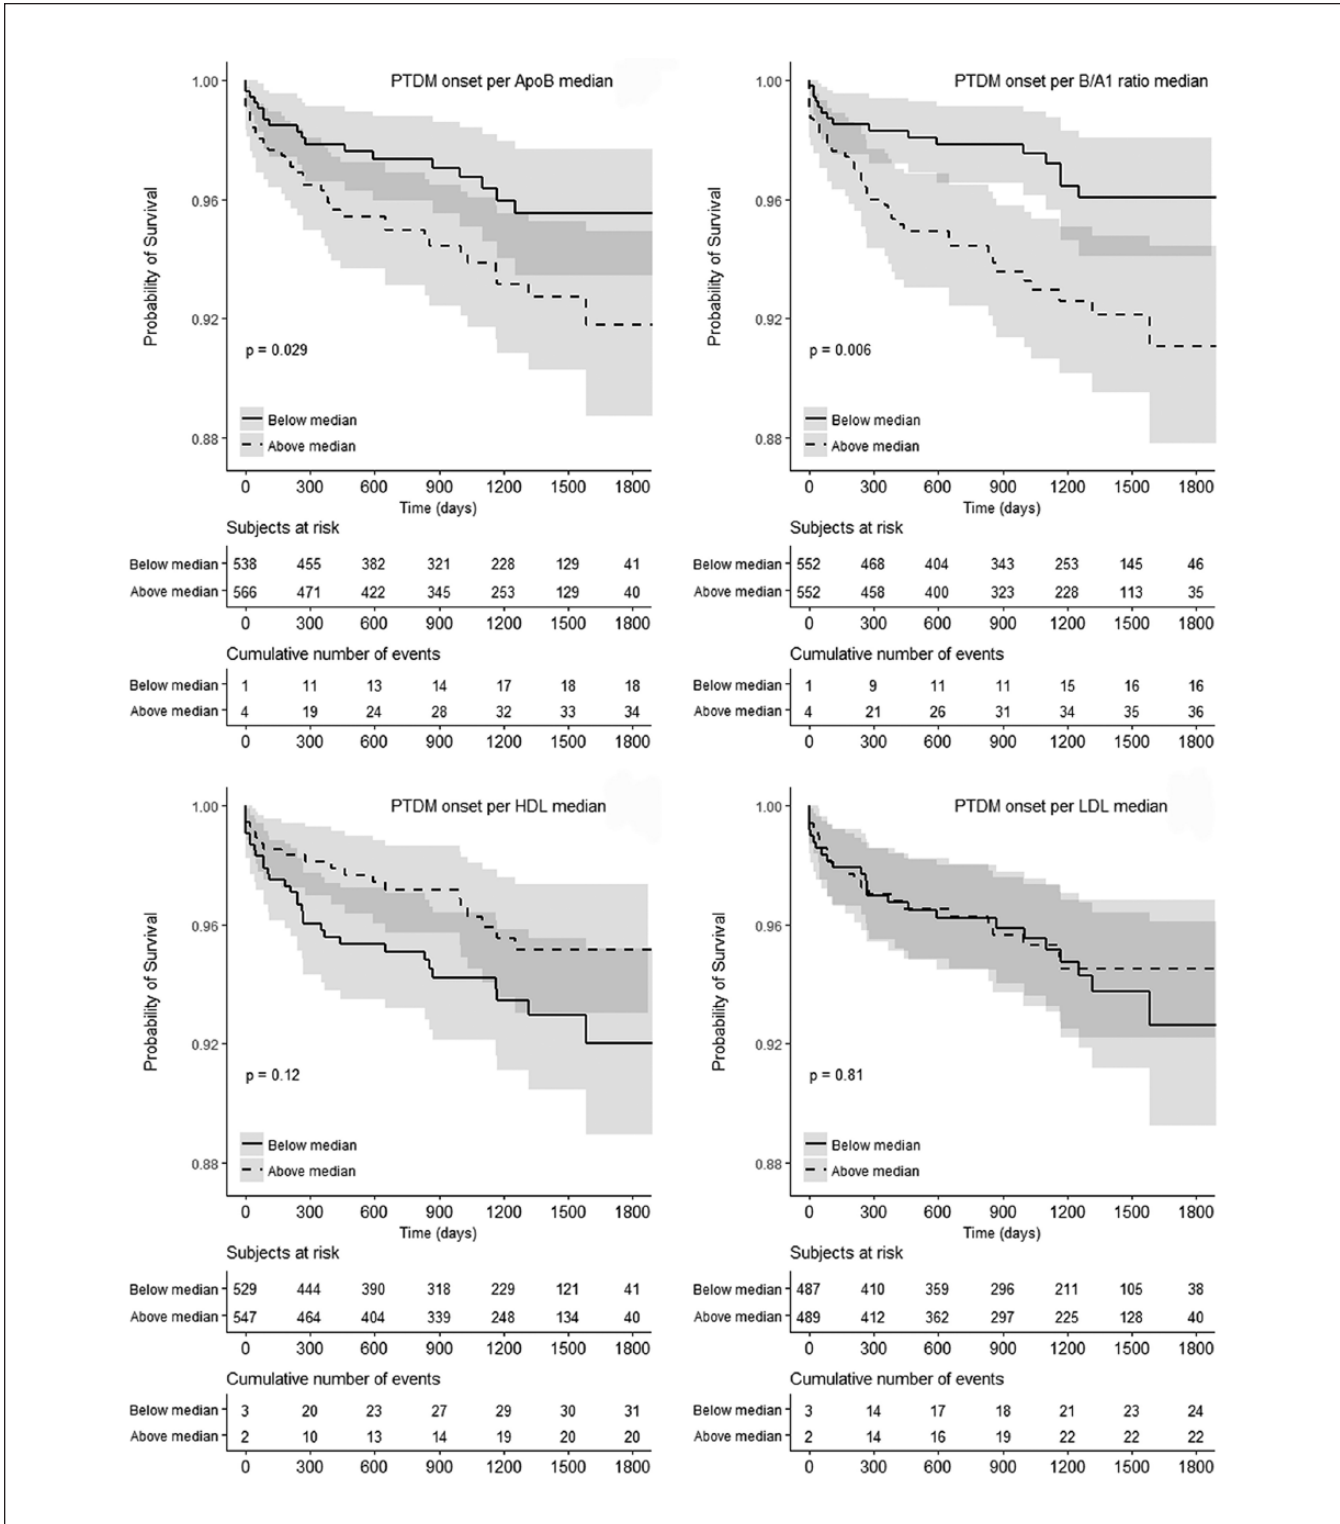 PTDM onset per ApoB median
1.00
0.96
0.92
0.88
Probability of Survival
p = 0.029
Below median
Above median
0 300 600 900 1200 1500 1800
Time (days)
Subjects at risk
Below median 538 455 382 321 228 129 41
Above median 566 471 422 345 253 129 40
0 300 600 900 1200 1500 1800
Cumulative number of events
Below median 1 11 13 14 17 18 18
Above median 4 19 24 28 32 33 34
0 300 600 900 1200 1500 1800
PTDM onset per B/A1 ratio median
1.00
0.96
0.92
0.88
Probability of Survival
p = 0.006
Below median
Above median
0 300 600 900 1200 1500 1800
Time (days)
Subjects at risk
Below median 552 468 404 343 253 145 46
Above median 552 458 400 323 228 113 35
0 300 600 900 1200 1500 1800
Cumulative number of events
Below median 1 9 11 11 15 16 16
Above median 4 21 26 31 34 35 36
0 300 600 900 1200 1500 1800
PTDM onset per HDL median
1.00
0.96
0.92
0.88
Probability of Survival
p = 0.12
Below median
Above median
0 300 600 900 1200 1500 1800
Time (days)
Subjects at risk
Below median 529 444 390 318 229 121 41
Above median 547 464 404 339 248 134 40
0 300 600 900 1200 1500 1800
Cumulative number of events
Below median 3 20 23 27 29 30 31
Above median 2 10 13 14 19 20 20
0 300 600 900 1200 1500 1800
PTDM onset per LDL median
1.00
0.96
0.92
0.88
Probability of Survival
p = 0.81
Below median
Above median
0 300 600 900 1200 1500 1800
Time (days)
Subjects at risk
Below median 487 410 359 296 211 105 38
Above median 489 412 362 297 225 128 40
0 300 600 900 1200 1500 1800
Cumulative number of events
Below median 3 14 17 18 21 23 24
Above median 2 14 16 19 22 22 22
0 300 600 900 1200 1500 1800